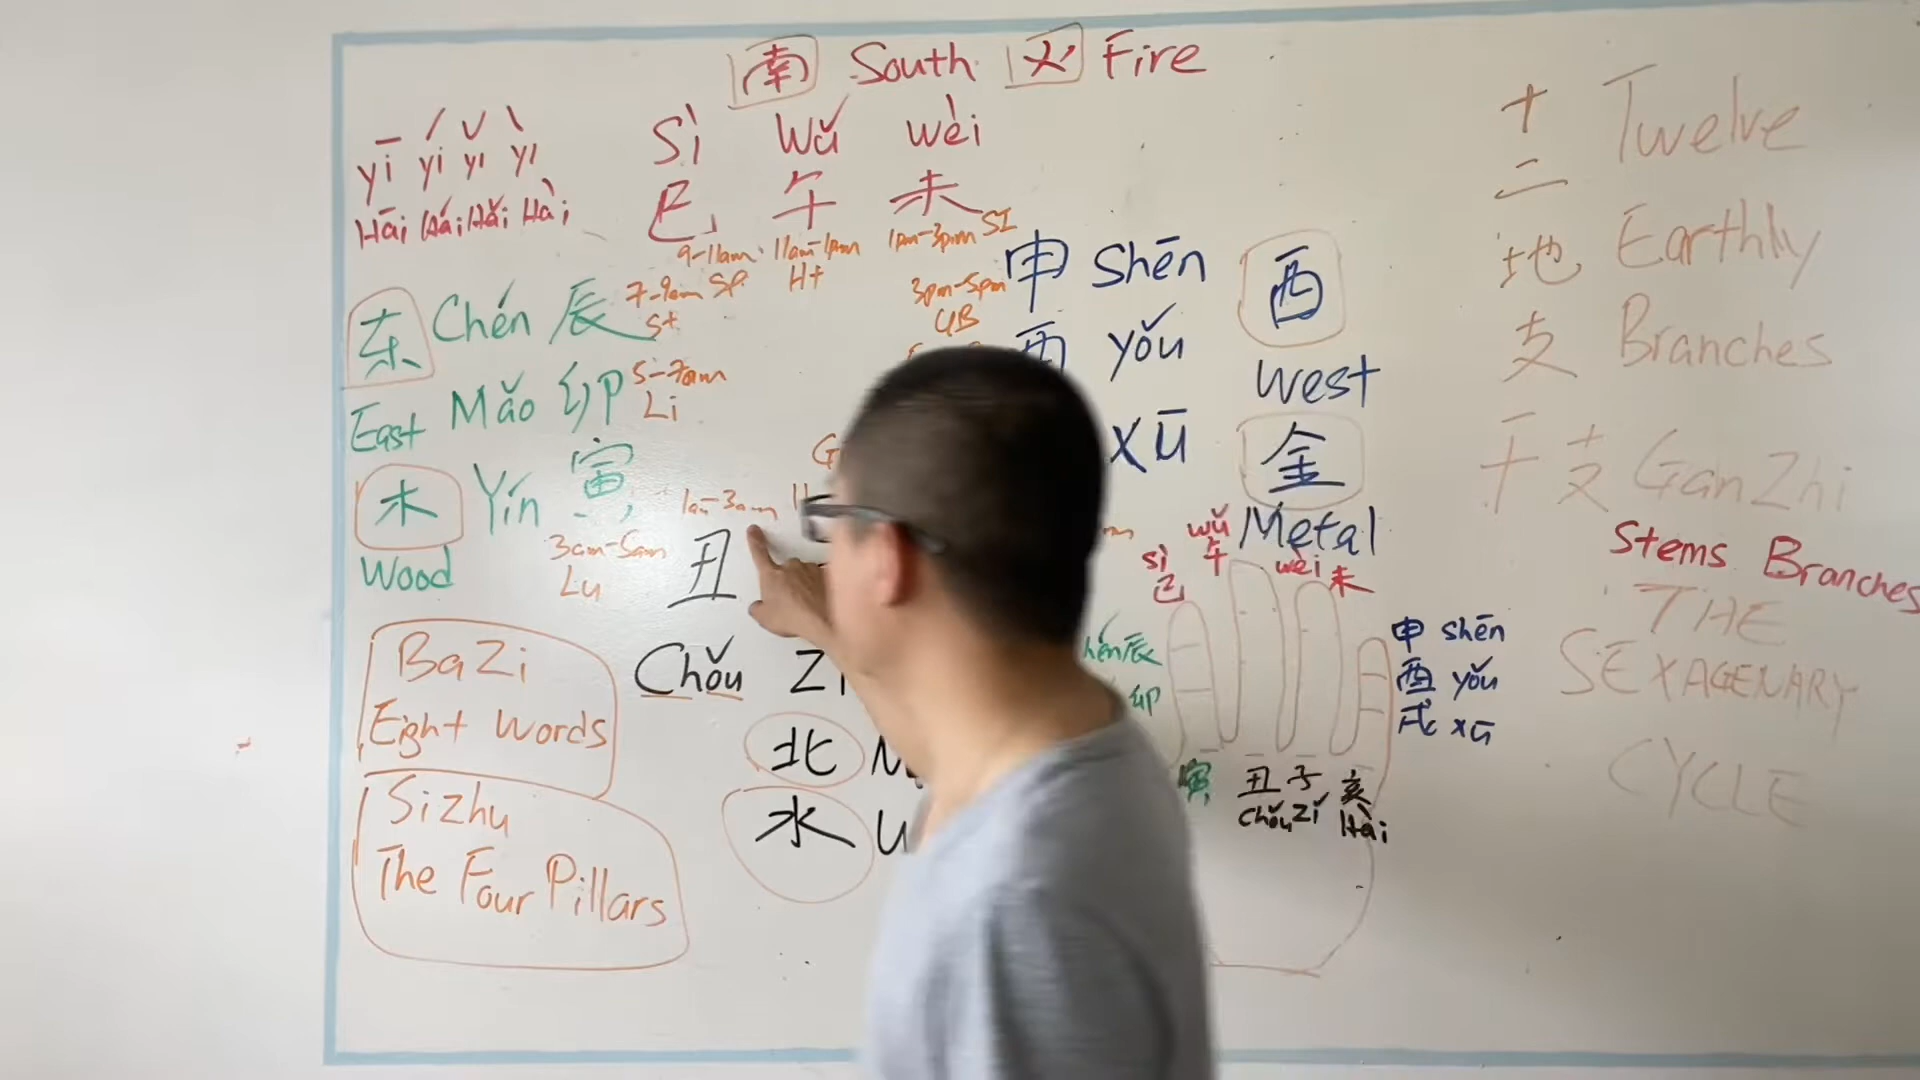 南 South 火 Fire
yī yí yǐ yì
Hāi Hái Hǎi Hài
Sì Wǔ wèi
巳 午 未
9-11am 11am-1pm 1pm-3pm SI
SP Ht
东 Chén 辰 7-9am
St
East Mǎo 卯 5-7am
Li
木 Yín 寅
Wood
3am-5am
Lu
1am-3am
丑
Chǒu
北
水
3pm-5pm 申 Shēn
UB
yǒu
xū
西
West
金
Metal
BaZi
Eight Words
Sizhu
The Four Pillars
sì wǔ wèi
午 未
辰
卯
寅 丑 子 亥
chǒu zǐ Hài
申 shēn
酉 yǒu
戌 xū
十 Twelve
二
地 Earthly
支 Branches
干支 GanZhi
Stems Branches
THE
SEXAGENARY
CYCLE